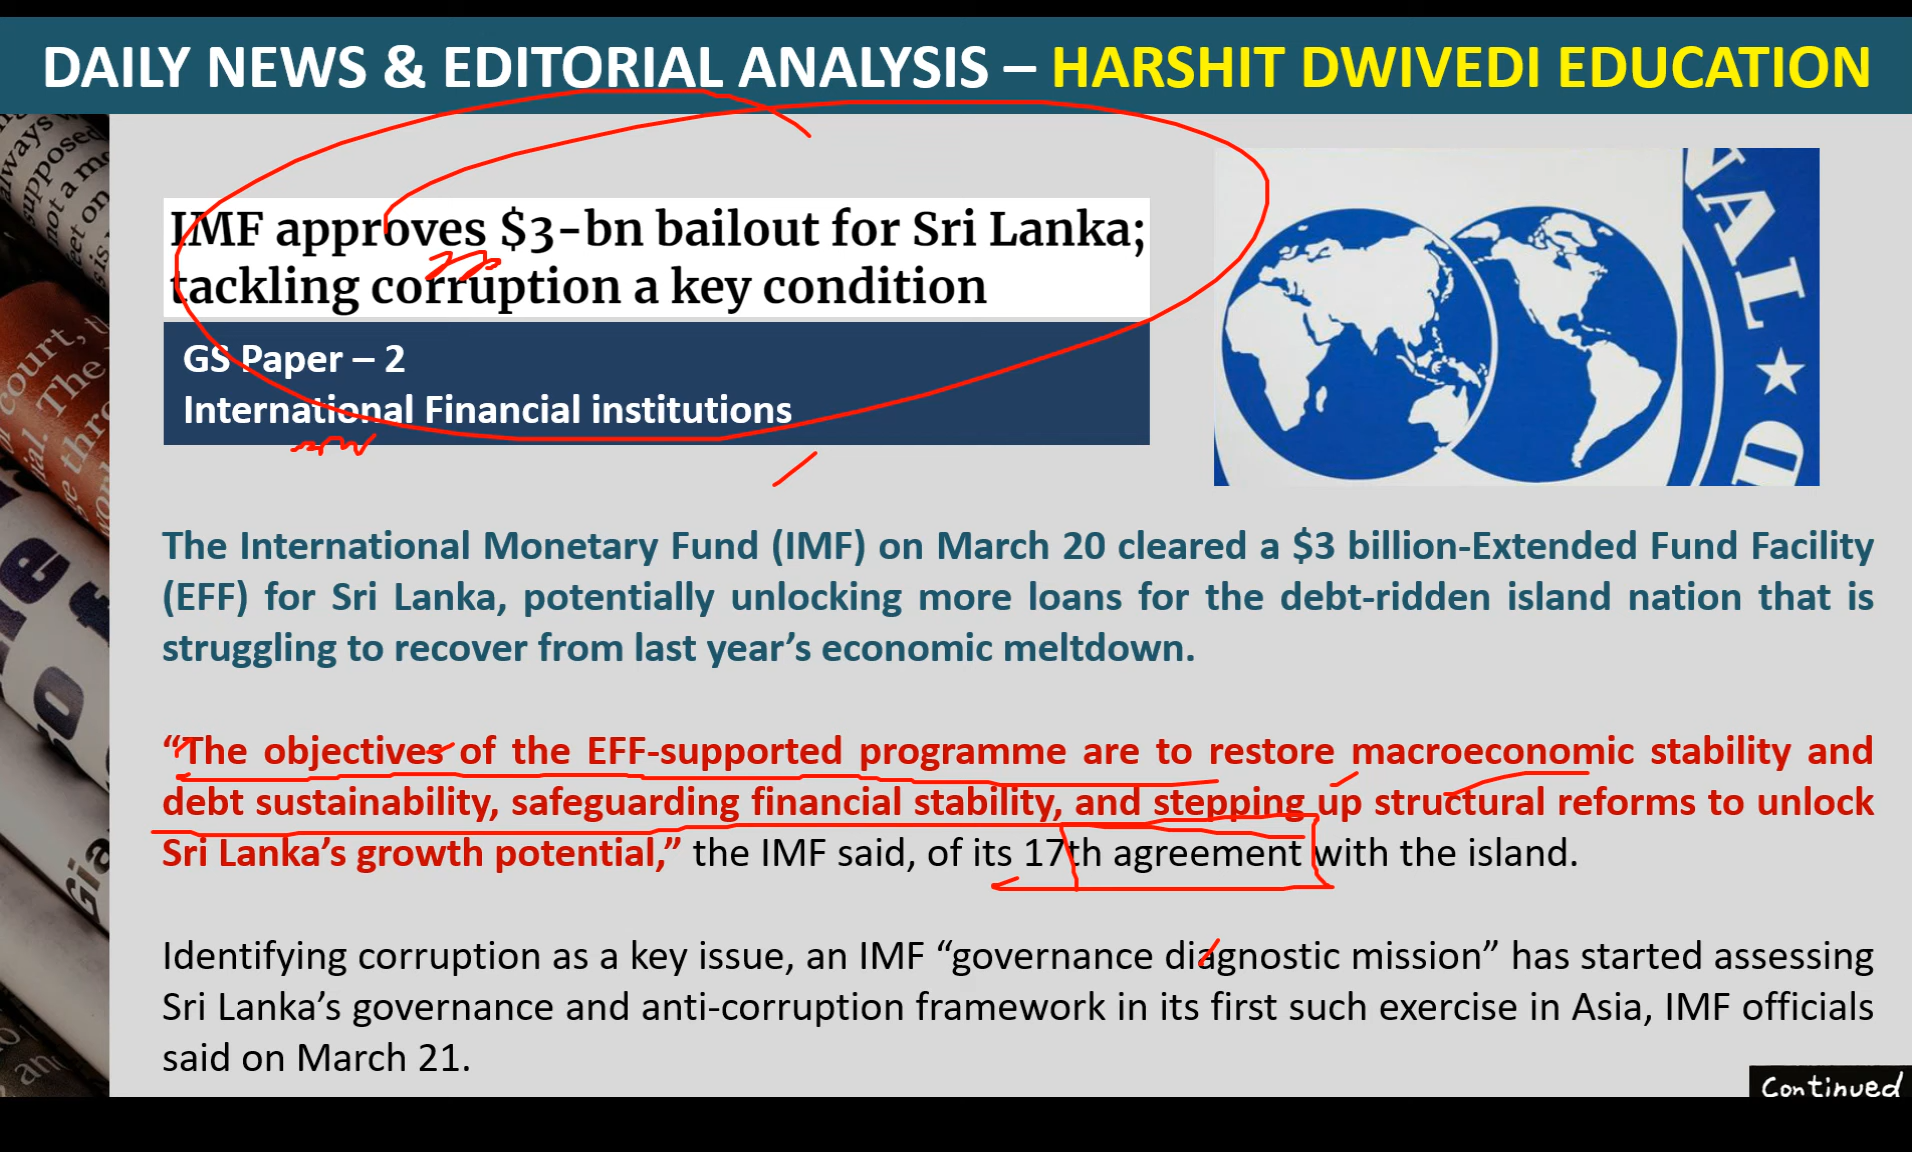 DAILY NEWS & EDITORIAL ANALYSIS – HARSHIT DWIVEDI EDUCATION
IMF approves $3-bn bailout for Sri Lanka;
tackling corruption a key condition
GS Paper – 2
International Financial institutions
The International Monetary Fund (IMF) on March 20 cleared a $3 billion-Extended Fund Facility
(EFF) for Sri Lanka, potentially unlocking more loans for the debt-ridden island nation that is
struggling to recover from last year’s economic meltdown.
“The objectives of the EFF-supported programme are to restore macroeconomic stability and
debt sustainability, safeguarding financial stability, and stepping up structural reforms to unlock
Sri Lanka’s growth potential,” the IMF said, of its 17th agreement with the island.
Identifying corruption as a key issue, an IMF “governance diagnostic mission” has started assessing
Sri Lanka’s governance and anti-corruption framework in its first such exercise in Asia, IMF officials
said on March 21.
Continued